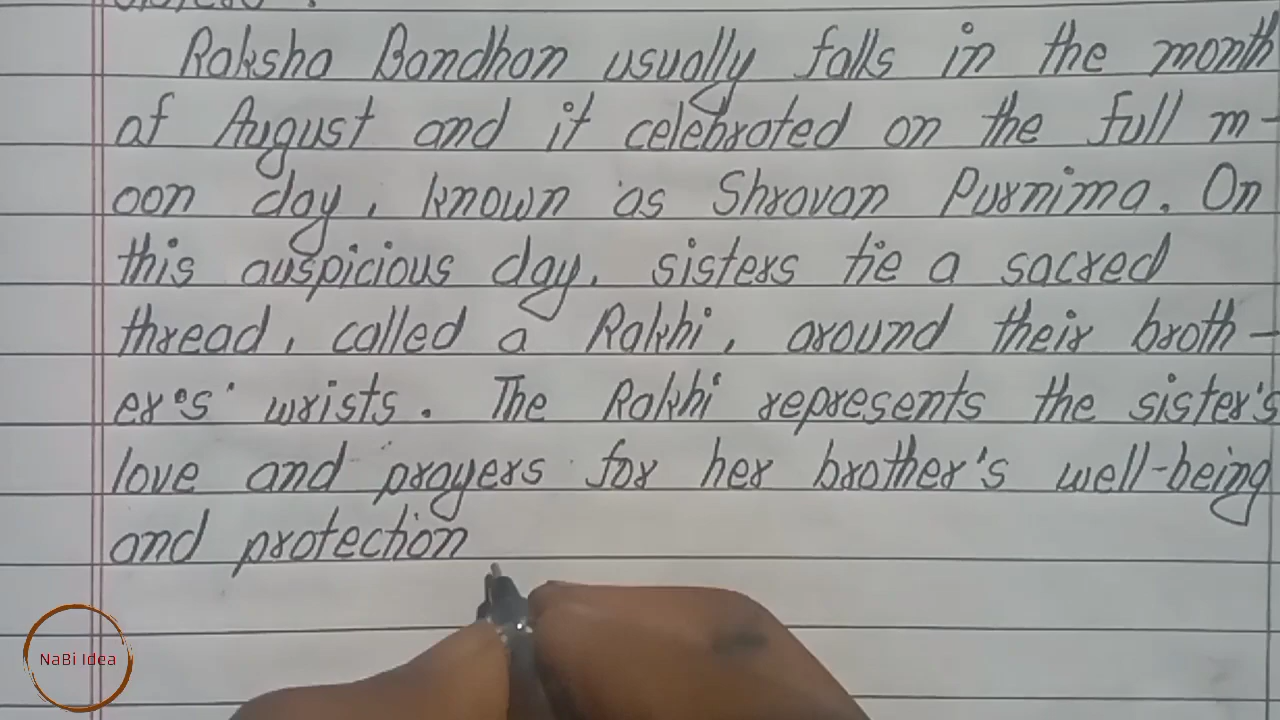 Raksha Bandhan usually falls in the month
of August and it celebrated on the full m-
oon day, known as Shravan Purnima. On
this auspicious day, sisters tie a sacred
thread, called a Rakhi, around their broth-
er's' wrists. The Rakhi represents the sister's
love and prayers for her brother's well-being
and protection
NaBi Idea